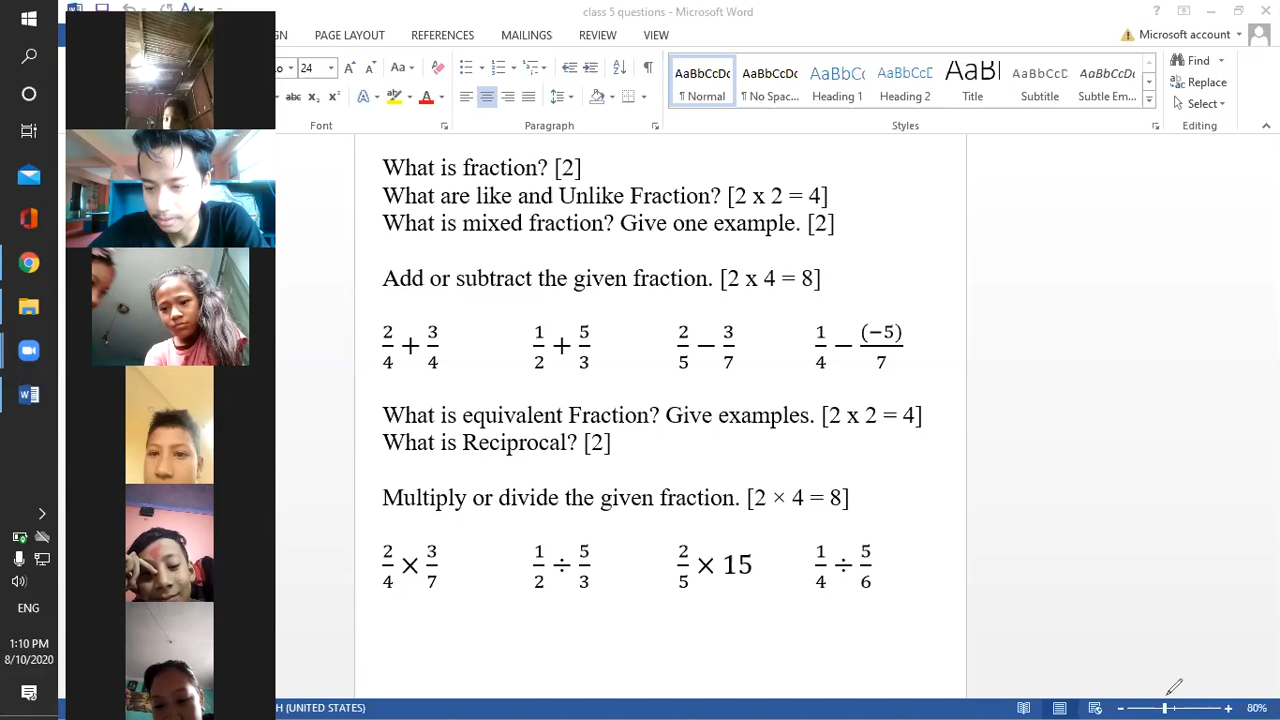 class 5 questions - Microsoft Word
GN PAGE LAYOUT REFERENCES MAILINGS REVIEW VIEW
Microsoft account
24 Aa
abc x₂ x² A A
AaBbCcDc AaBbCcDc AaBbCc AaBbCc AaBl AaBbCcD AaBbCcDc
¶ Normal ¶ No Spac... Heading 1 Heading 2 Title Subtitle Subtle Em...
Find
Replace
Select
Font Paragraph Styles Editing
What is fraction? [2]
What are like and Unlike Fraction? [2 x 2 = 4]
What is mixed fraction? Give one example. [2]
Add or subtract the given fraction. [2 x 4 = 8]
2/4 + 3/4 1/2 + 5/3 2/5 − 3/7 1/4 − (−5)/7
What is equivalent Fraction? Give examples. [2 x 2 = 4]
What is Reciprocal? [2]
Multiply or divide the given fraction. [2 × 4 = 8]
2/4 × 3/7 1/2 ÷ 5/3 2/5 × 15 1/4 ÷ 5/6
ENG
1:10 PM
8/10/2020
H (UNITED STATES)
80%